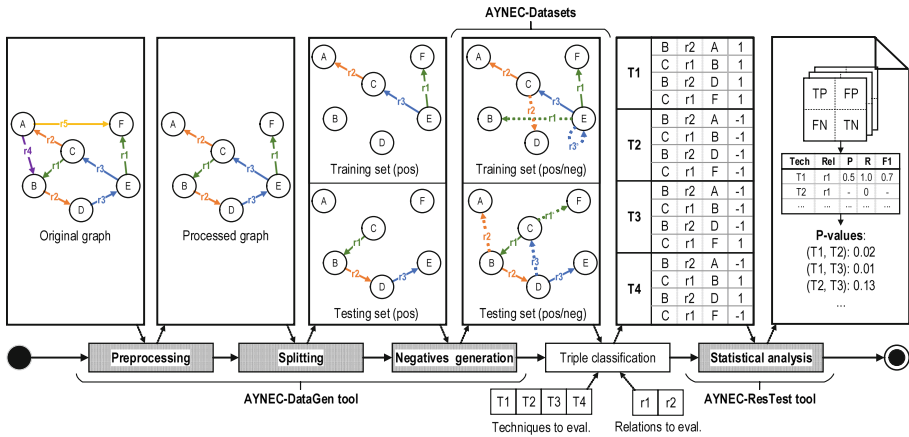 AYNEC-Datasets
A
r5
F
r4
r2
C
r1
r1
B
r3
E
r2
D
r3
Original graph
A
F
r2
C
r1
r1
B
r3
E
r2
D
r3
Processed graph
A
F
r2
C
r1
r3
B
E
D
Training set (pos)
A
F
C
r1
B
E
r2
D
r3
Testing set (pos)
A
F
r2
C
r1
r2
r3
B
r1
E
D
r3
Training set (pos/neg)
A
F
r1
C
r2
r1
r3
B
E
r2
D
r3
Testing set (pos/neg)
T1
B r2 A 1
C r1 B 1
B r2 D 1
C r1 F 1
T2
B r2 A -1
C r1 B -1
B r2 D -1
C r1 F -1
T3
B r2 A -1
C r1 B -1
B r2 D -1
C r1 F 1
T4
B r2 A -1
C r1 B 1
B r2 D 1
C r1 F -1
TP FP
FN TN
Tech Rel P R F1
T1 r1 0.5 1.0 0.7
T2 r1 - 0 -
... ... ... ... ...
P-values:
(T1, T2): 0.02
(T1, T3): 0.01
(T2, T3): 0.13
...
Preprocessing
Splitting
Negatives generation
Triple classification
Statistical analysis
AYNEC-DataGen tool
T1 T2 T3 T4
Techniques to eval.
r1 r2
Relations to eval.
AYNEC-ResTest tool